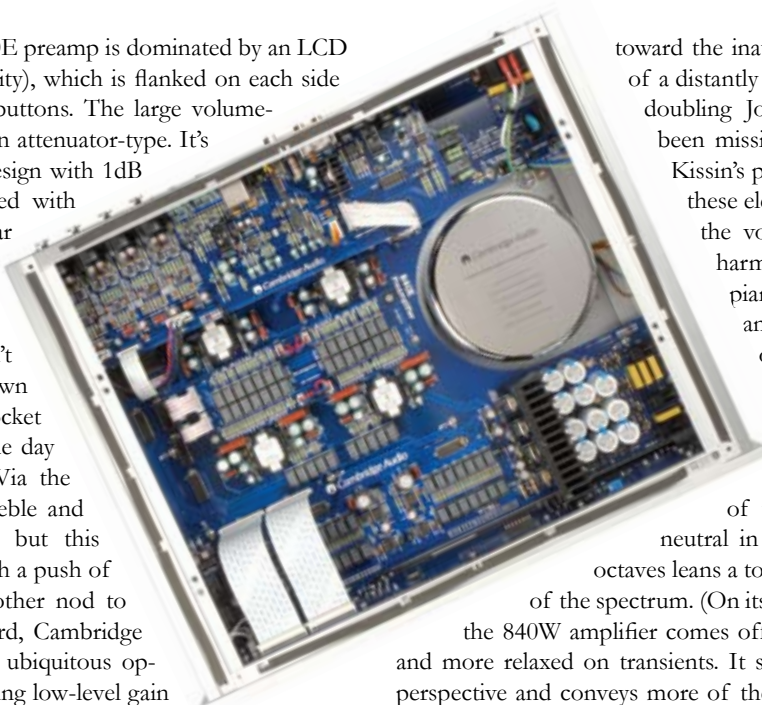 0E preamp is dominated by an LCD
ity), which is flanked on each side
buttons. The large volume-
n attenuator-type. It's
esign with 1dB
ed with
ar
't
wn
ocket
e day
Via the
eble and
but this
h a push of
other nod to
rd, Cambridge
ubiquitous op-
ing low-level gain
Cambridge Audio
Cambridge Audio
Cambridge Audio
toward the ina
of a distantly
doubling Jo
been missi
Kissin's p
these ele
the vo
harm
pian
an
of
neutral in
octaves leans a to
of the spectrum. (On its
the 840W amplifier comes off
and more relaxed on transients. It s
perspective and conveys more of the